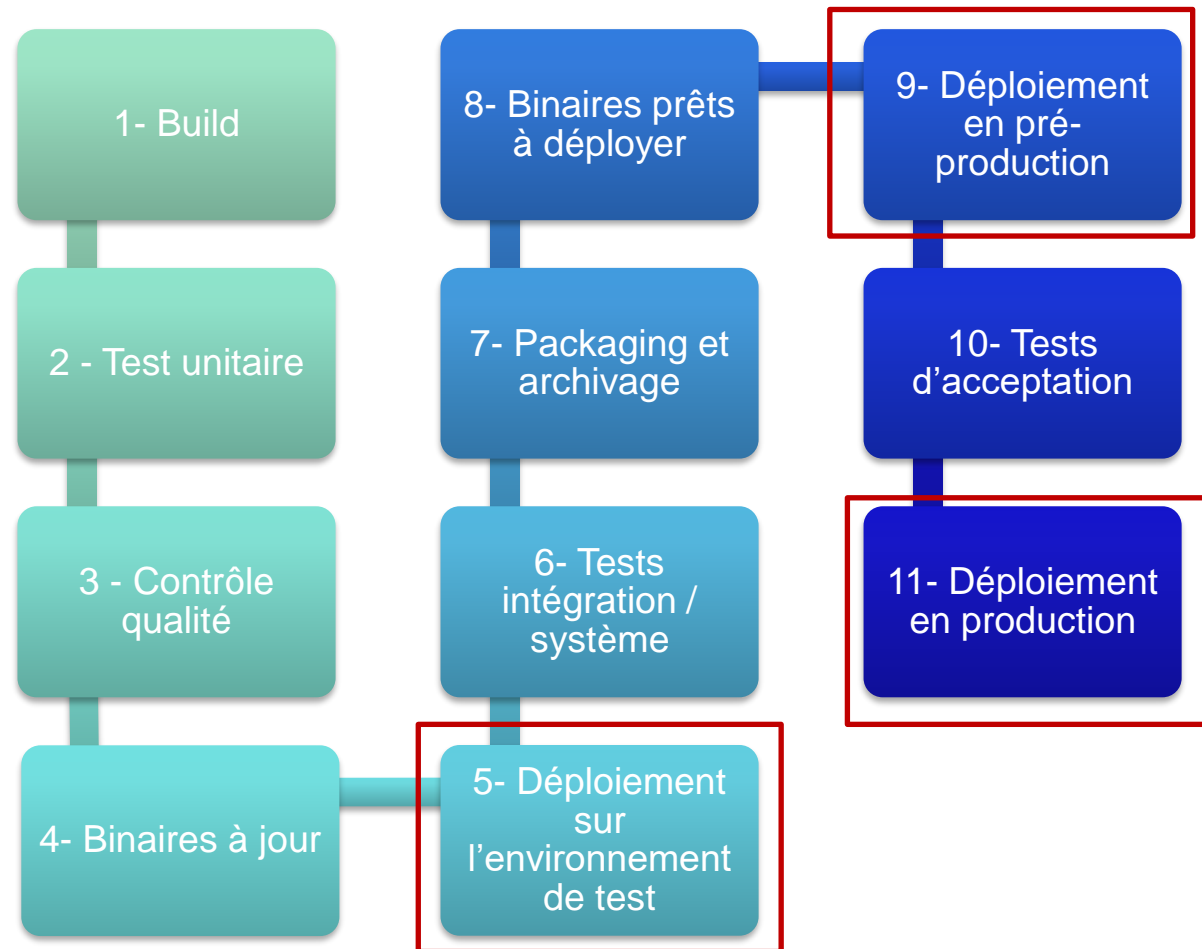 1- Build
2 - Test unitaire
3 - Contrôle
qualité
4- Binaires à jour
5- Déploiement
sur
l’environnement
de test
6- Tests
intégration /
système
7- Packaging et
archivage
8- Binaires prêts
à déployer
9- Déploiement
en pré-
production
10- Tests
d’acceptation
11- Déploiement
en production